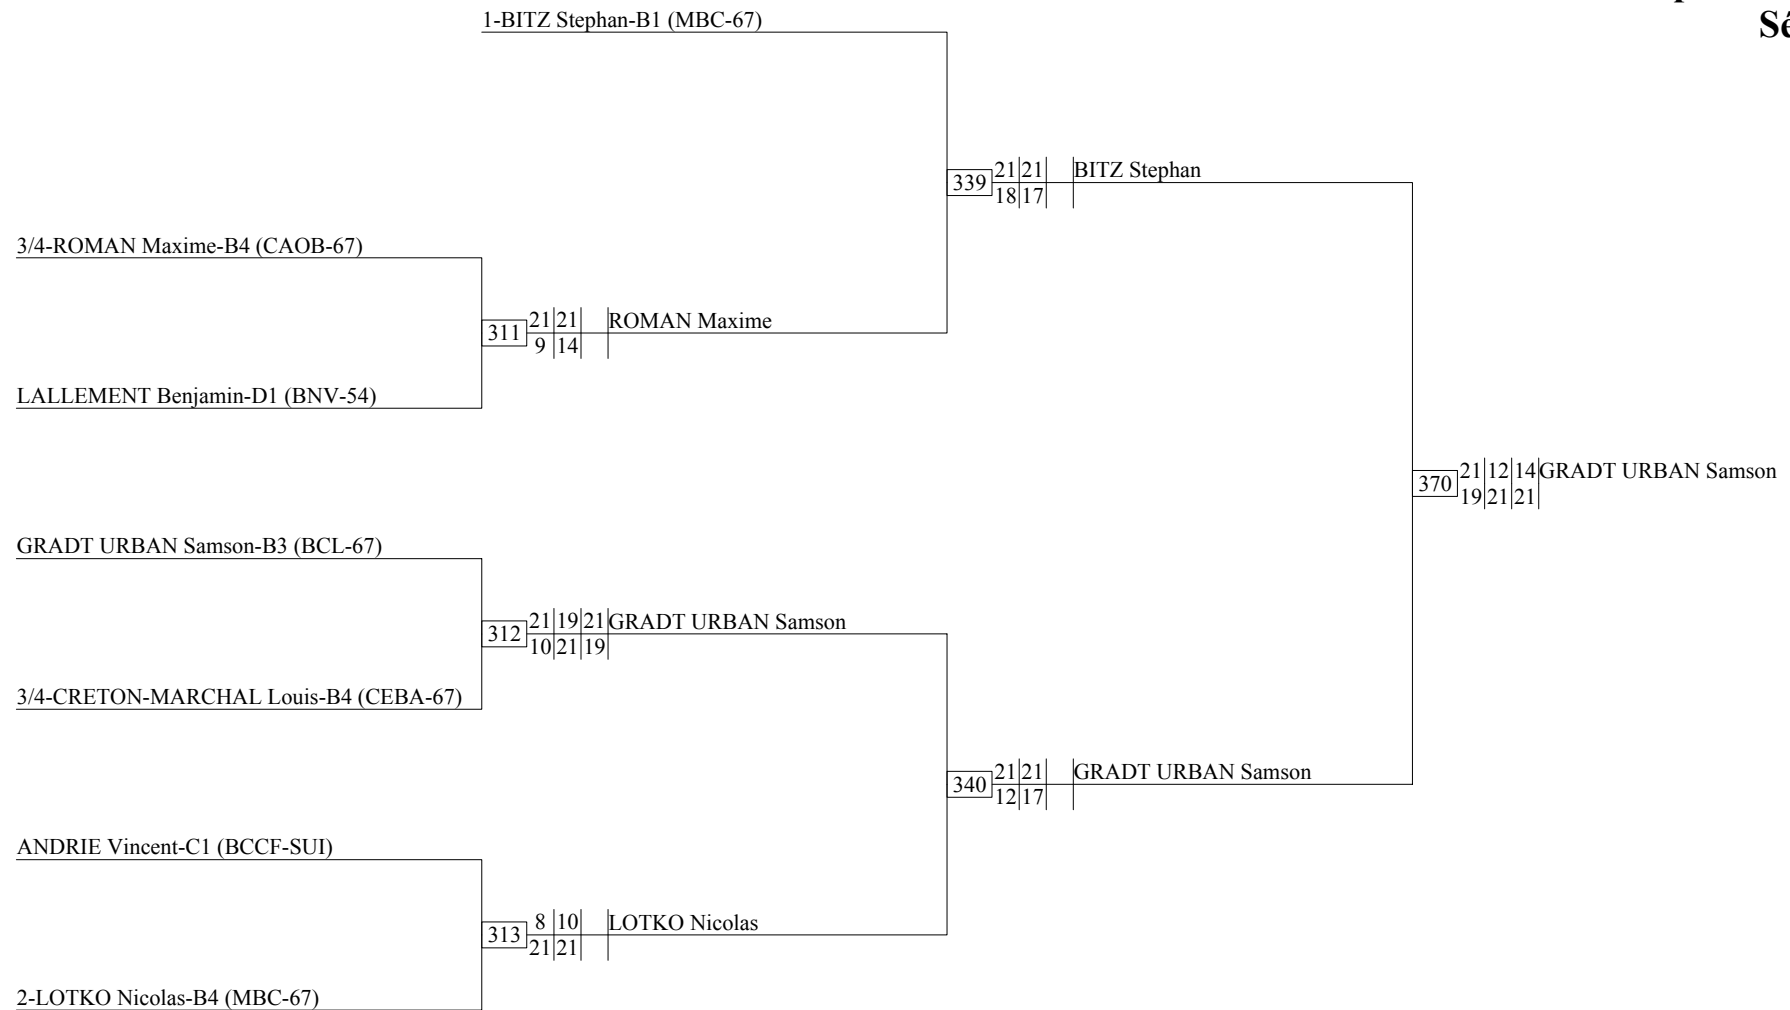 1-BITZ Stephan-B1 (MBC-67)
Sé
21 21 BITZ Stephan
339
18 17
3/4-ROMAN Maxime-B4 (CAOB-67)
21 21 ROMAN Maxime
311
9 14
LALLEMENT Benjamin-D1 (BNV-54)
21 12 14 GRADT URBAN Samson
370
19 21 21
GRADT URBAN Samson-B3 (BCL-67)
21 19 21 GRADT URBAN Samson
312
10 21 19
3/4-CRETON-MARCHAL Louis-B4 (CEBA-67)
21 21 GRADT URBAN Samson
340
12 17
ANDRIE Vincent-C1 (BCCF-SUI)
8 10 LOTKO Nicolas
313
21 21
2-LOTKO Nicolas-B4 (MBC-67)